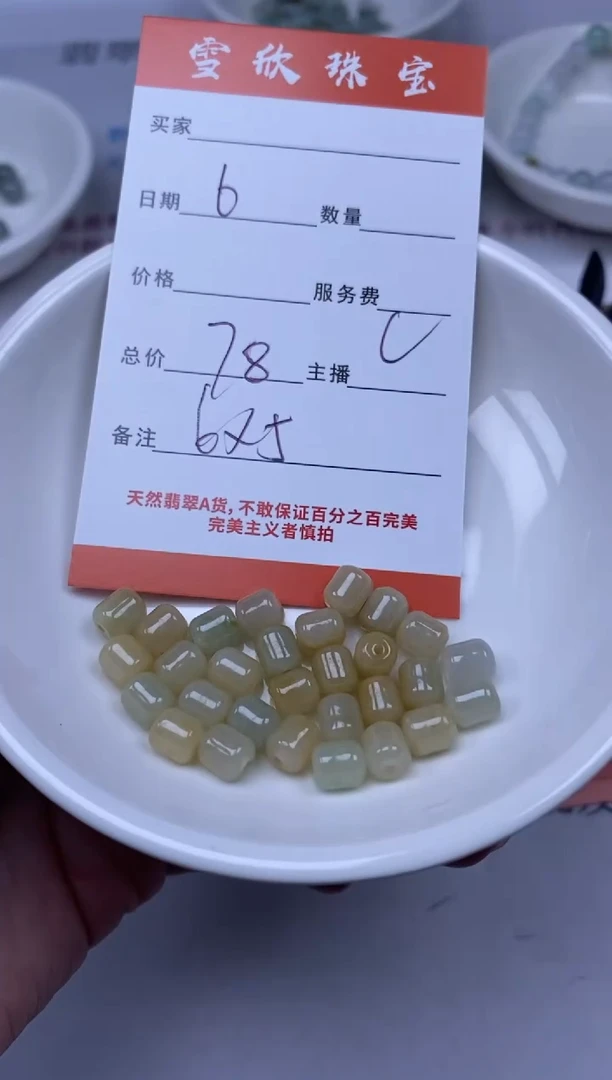 雪欣珠宝
买家
日期 6 数量
价格 服务费
总价 78 主播
备注 6x5
天然翡翠A货,不敢保证百分之百完美
完美主义者慎拍